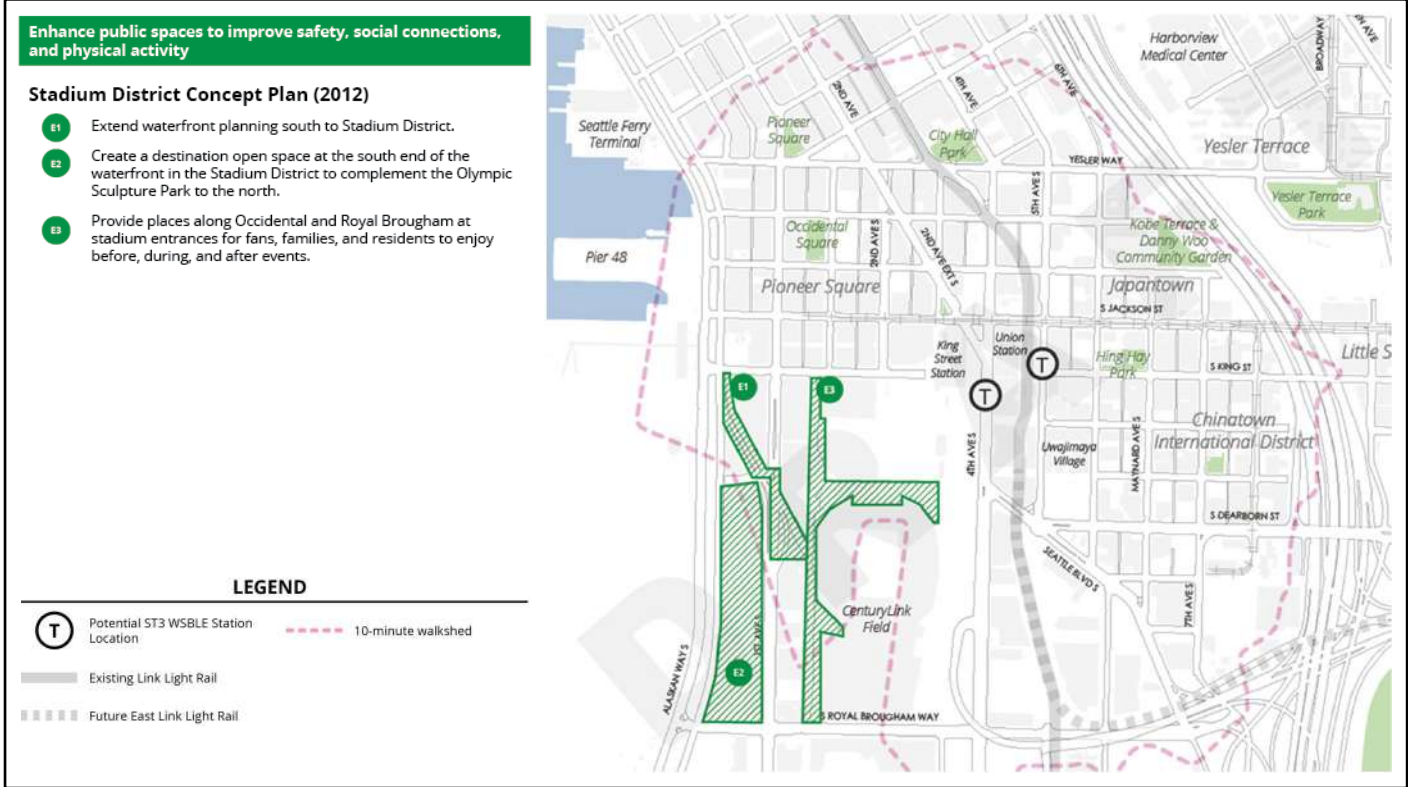 Enhance public spaces to improve safety, social connections,
and physical activity
Stadium District Concept Plan (2012)
E1 Extend waterfront planning south to Stadium District.
E2 Create a destination open space at the south end of the
waterfront in the Stadium District to complement the Olympic
Sculpture Park to the north.
E3 Provide places along Occidental and Royal Brougham at
stadium entrances for fans, families, and residents to enjoy
before, during, and after events.
LEGEND
T Potential ST3 WSBLE Station
Location
10-minute walkshed
Existing Link Light Rail
Future East Link Light Rail
Harborview
Medical Center
BROADWAY
Seattle Ferry
Terminal
Pioneer
Square
2ND AVE
4TH AVE
6TH AVE
City Hall
Park
YESLER WAY
Yesler Terrace
Yesler Terrace
Park
5TH AVE S
Occidental
Square
2ND AVE S
2ND AVE EXT S
Kobe Terrace &
Danny Woo
Community Garden
Pier 48
Pioneer Square
Japantown
S JACKSON ST
King
Street
Station
Union
Station
T
T
Hing Hay
Park
S KING ST
Little S
E1
E3
Chinatown
International District
4TH AVE S
Uwajimaya
Village
MAYNARD AVE S
S DEARBORN ST
SEATTLE BLVD S
7TH AVE S
CenturyLink
Field
1ST AVE S
E2
ALASKAN WAY S
S ROYAL BROUGHAM WAY